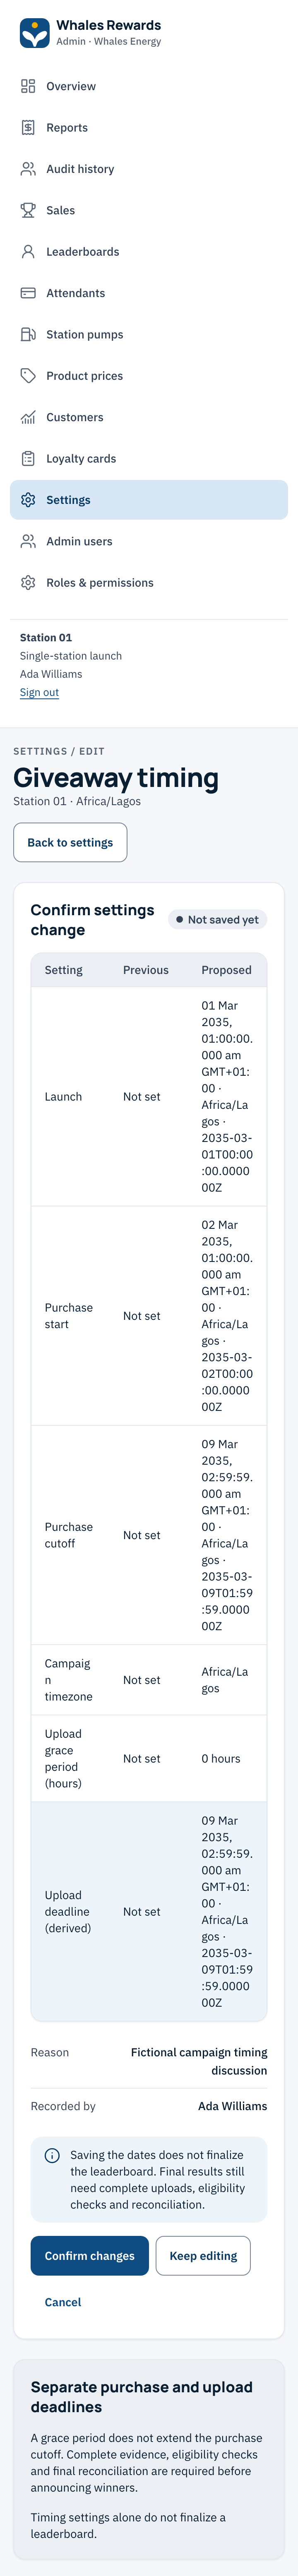 Whales Rewards
Admin · Whales Energy
Overview
Reports
Audit history
Sales
Leaderboards
Attendants
Station pumps
Product prices
Customers
Loyalty cards
Settings
Admin users
Roles & permissions
Station 01
Single-station launch
Ada Williams
Sign out
SETTINGS / EDIT
Giveaway timing
Station 01 · Africa/Lagos
Back to settings
Confirm settings
change
Not saved yet
Setting Previous Proposed
Launch Not set
01 Mar
2035,
01:00:00.
000 am
GMT+01:
00 ·
Africa/La
gos ·
2035-03-
01T00:00
:00.0000
00Z
Purchase
start
Not set
02 Mar
2035,
01:00:00.
000 am
GMT+01:
00 ·
Africa/La
gos ·
2035-03-
02T00:00
:00.0000
00Z
Purchase
cutoff
Not set
09 Mar
2035,
02:59:59.
000 am
GMT+01:
00 ·
Africa/La
gos ·
2035-03-
09T01:59
:59.0000
00Z
Campaig
n
timezone
Not set
Africa/La
gos
Upload
grace
period
(hours)
Not set
0 hours
Upload
deadline
(derived)
Not set
09 Mar
2035,
02:59:59.
000 am
GMT+01:
00 ·
Africa/La
gos ·
2035-03-
09T01:59
:59.0000
00Z
Reason
Fictional campaign timing
discussion
Recorded by Ada Williams
Saving the dates does not finalize
the leaderboard. Final results still
need complete uploads, eligibility
checks and reconciliation.
Confirm changes
Keep editing
Cancel
Separate purchase and upload
deadlines
A grace period does not extend the purchase
cutoff. Complete evidence, eligibility checks
and final reconciliation are required before
announcing winners.
Timing settings alone do not finalize a
leaderboard.